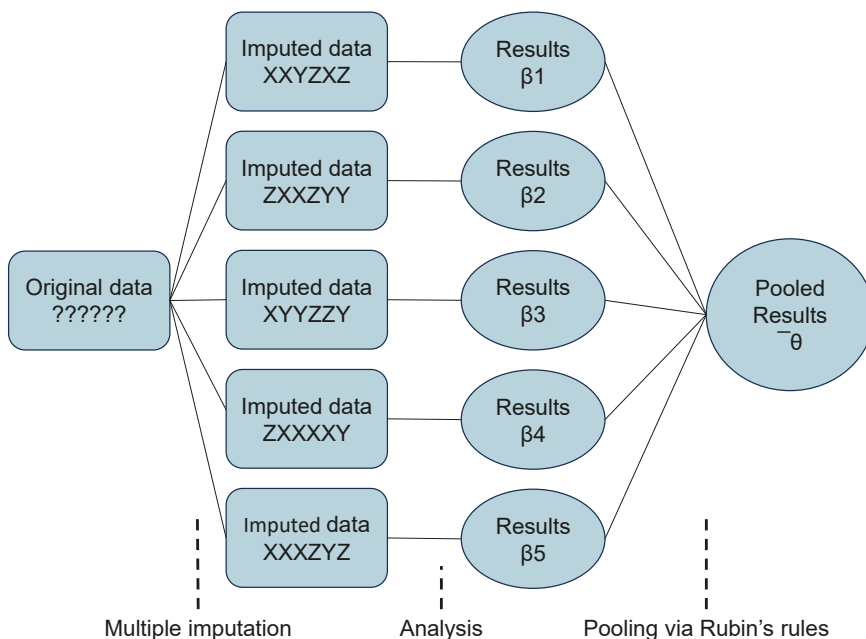 Imputed data
XXYZXZ
Results
β1
Imputed data
ZXXZYY
Results
β2
Original data
??????
Imputed data
XYYZZY
Results
β3
Pooled
Results
‾θ
Imputed data
ZXXXXY
Results
β4
Imputed data
XXXZYZ
Results
β5
Multiple imputation
Analysis
Pooling via Rubin’s rules